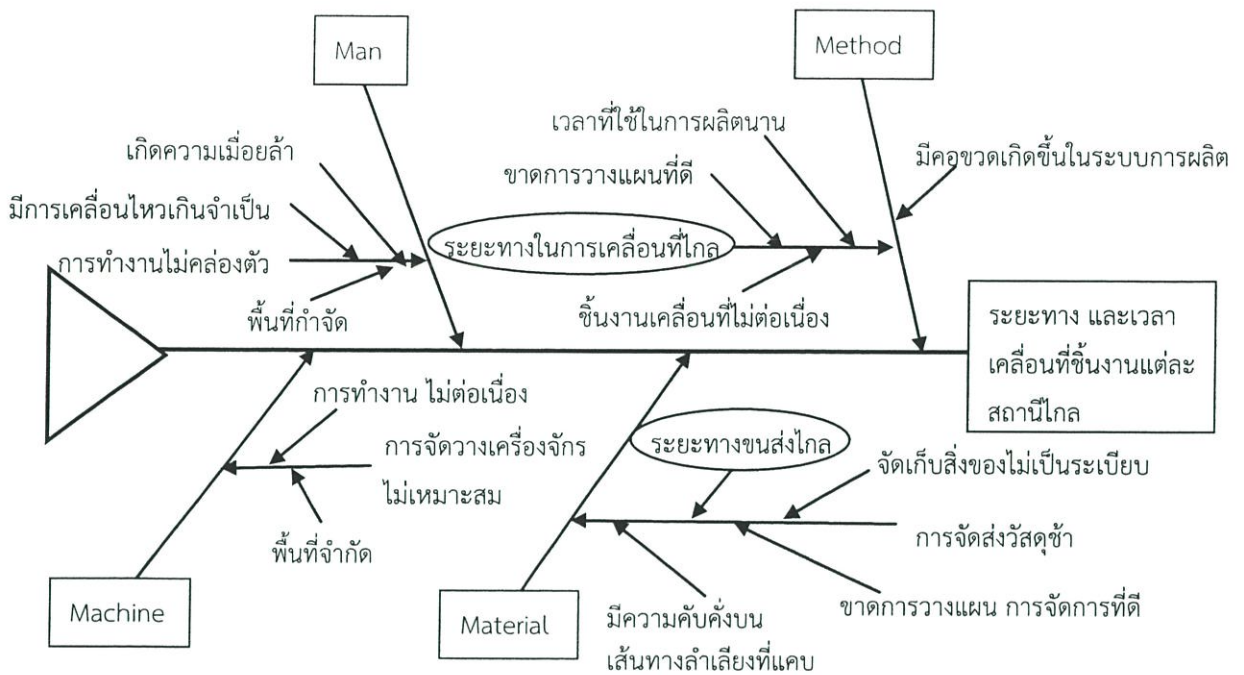 Man
Method
เกิดความเมื่อยล้า
มีการเคลื่อนไหวเกินจำเป็น
การทำงานไม่คล่องตัว
พื้นที่กำจัด
เวลาที่ใช้ในการผลิตนาน
ขาดการวางแผนที่ดี
ระยะทางในการเคลื่อนที่ไกล
ชิ้นงานเคลื่อนที่ไม่ต่อเนื่อง
มีคอขวดเกิดขึ้นในระบบการผลิต
ระยะทาง และเวลา
เคลื่อนที่ชิ้นงานแต่ละ
สถานีไกล
การทำงาน ไม่ต่อเนื่อง
การจัดวางเครื่องจักร
ไม่เหมาะสม
พื้นที่จำกัด
Machine
ระยะทางขนส่งไกล
จัดเก็บสิ่งของไม่เป็นระเบียบ
การจัดส่งวัสดุช้า
ขาดการวางแผน การจัดการที่ดี
มีความคับคั่งบน
เส้นทางลำเลียงที่แคบ
Material